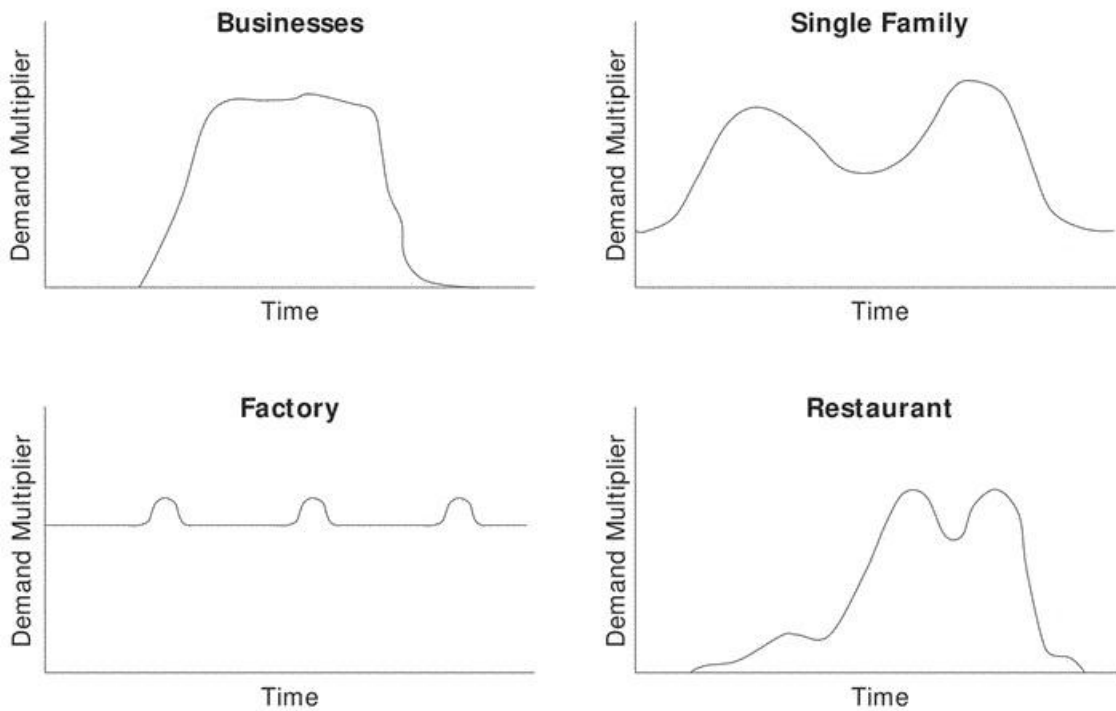 Businesses
Demand Multiplier
Time
Single Family
Demand Multiplier
Time
Factory
Demand Multiplier
Time
Restaurant
Demand Multiplier
Time